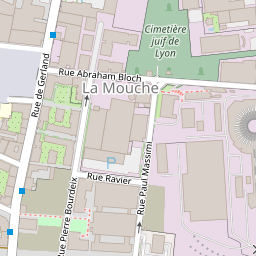 Cimetière
juif de
Lyon
Rue Abraham Bloch
La Mouche
Rue de Gerland
Rue Paul Massimi
Rue Ravier
Rue Pierre Bourdeix